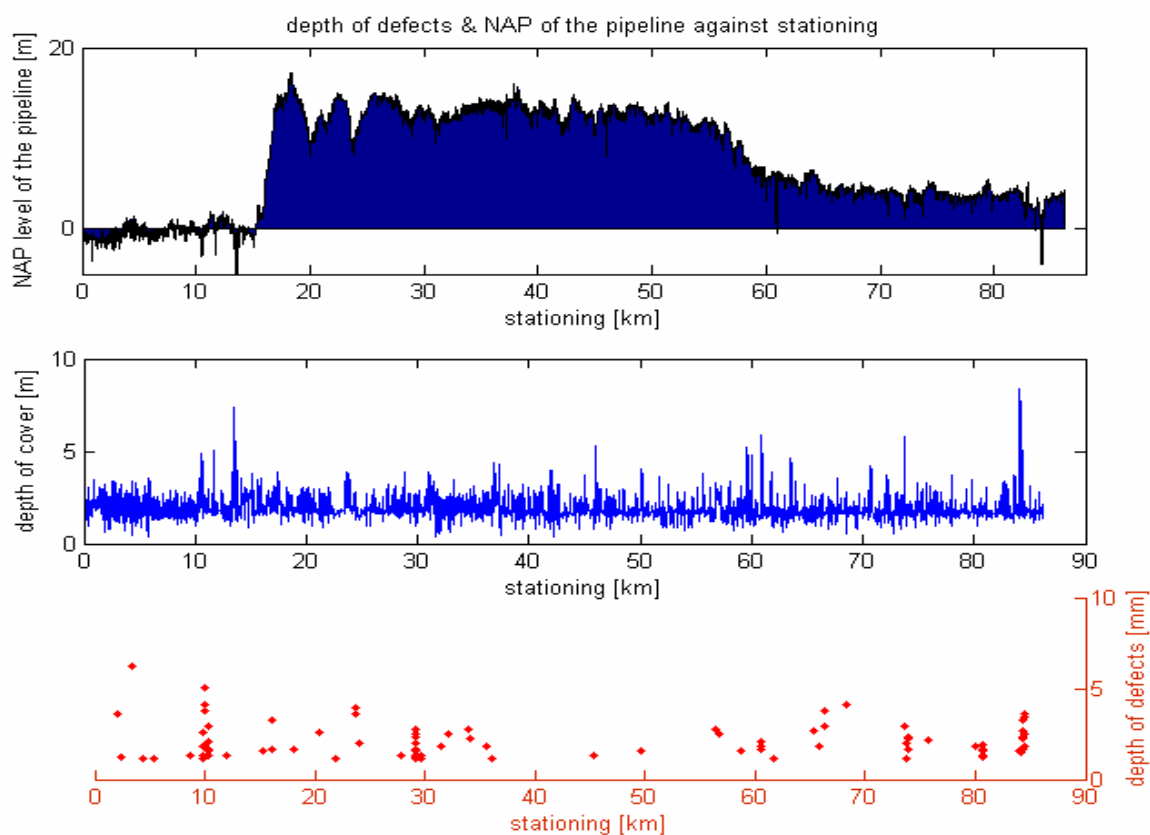 depth of defects & NAP of the pipeline against stationing
NAP level of the pipeline [m]
20
0
0 10 20 30 40 50 60 70 80
stationing [km]
depth of cover [m]
10
5
0
0 10 20 30 40 50 60 70 80 90
stationing [km]
10
5
0
depth of defects [mm]
0 10 20 30 40 50 60 70 80 90
stationing [km]